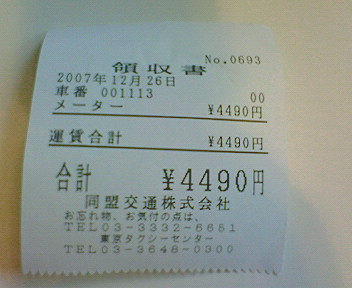 No.0693
領収書
2007年12月26日
車番 001113 00
メーター ¥4490円
運賃合計 ¥4490円
合計 ¥4490円
同盟交通株式会社
お忘れ物、お気付の点は、
TEL03-3332-6651
東京タクシーセンター
TEL03-3648-0300